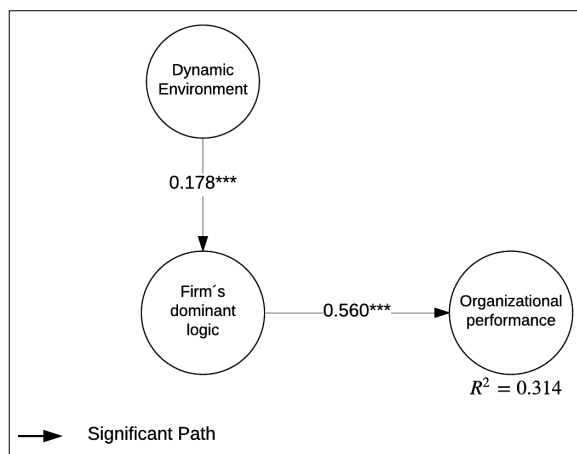 Dynamic
Environment
0.178***
Firm´s
dominant
logic
0.560***
Organizational
performance
R² = 0.314
Significant Path